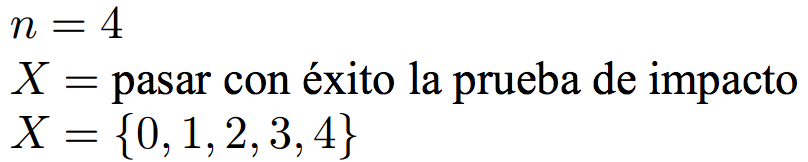 n = 4
X = pasar con éxito la prueba de impacto
X = {0, 1, 2, 3, 4}